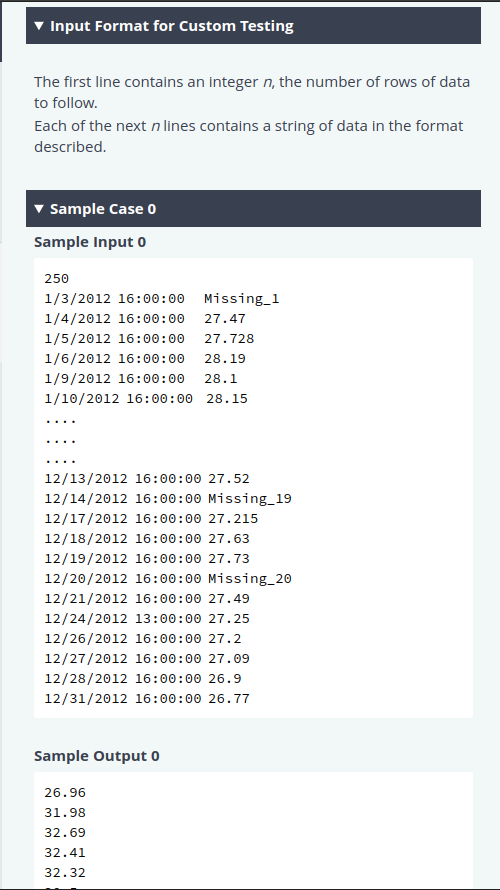 ▼ Input Format for Custom Testing
The first line contains an integer n, the number of rows of data
to follow.
Each of the next n lines contains a string of data in the format
described.
▼ Sample Case 0
Sample Input 0
250
1/3/2012 16:00:00 Missing_1
1/4/2012 16:00:00 27.47
1/5/2012 16:00:00 27.728
1/6/2012 16:00:00 28.19
1/9/2012 16:00:00 28.1
1/10/2012 16:00:00 28.15
....
....
....
12/13/2012 16:00:00 27.52
12/14/2012 16:00:00 Missing_19
12/17/2012 16:00:00 27.215
12/18/2012 16:00:00 27.63
12/19/2012 16:00:00 27.73
12/20/2012 16:00:00 Missing_20
12/21/2012 16:00:00 27.49
12/24/2012 13:00:00 27.25
12/26/2012 16:00:00 27.2
12/27/2012 16:00:00 27.09
12/28/2012 16:00:00 26.9
12/31/2012 16:00:00 26.77
Sample Output 0
26.96
31.98
32.69
32.41
32.32